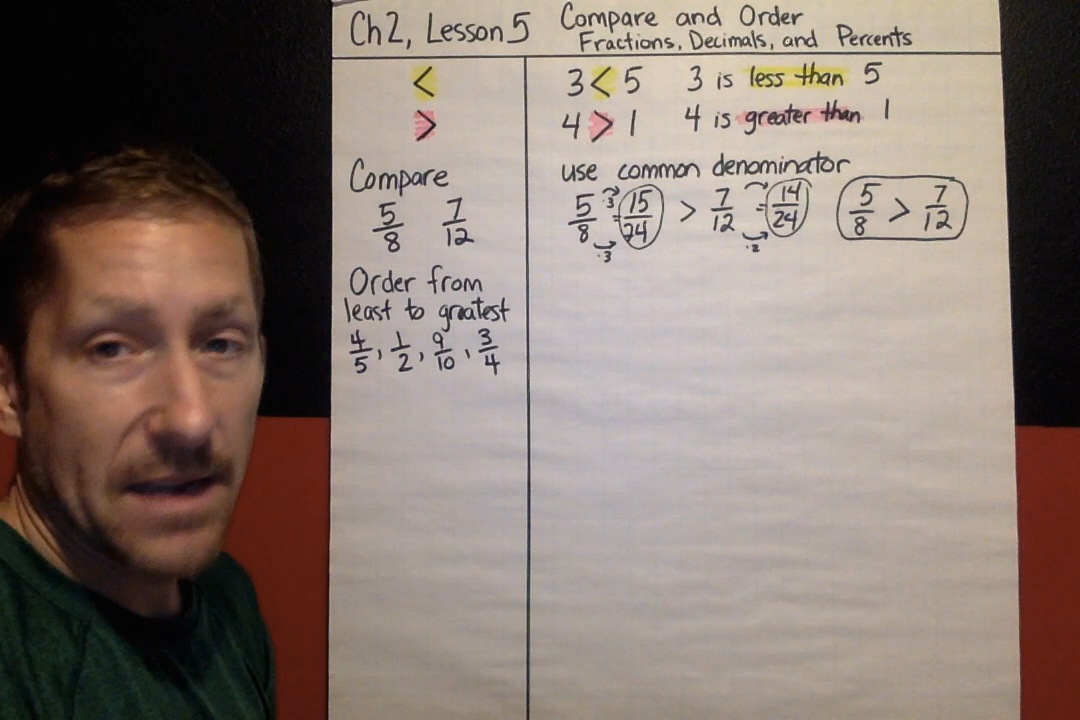 Ch2, Lesson 5 Compare and Order
Fractions, Decimals, and Percents
< 3 < 5 3 is less than 5
> 4 > 1 4 is greater than 1
Compare use common denominator
5/8 7/12 5/8 ·3 ·3 = 15/24 > 7/12 ·2 = 14/24 5/8 > 7/12
Order from
least to greatest
4/5, 1/2, 9/10, 3/4